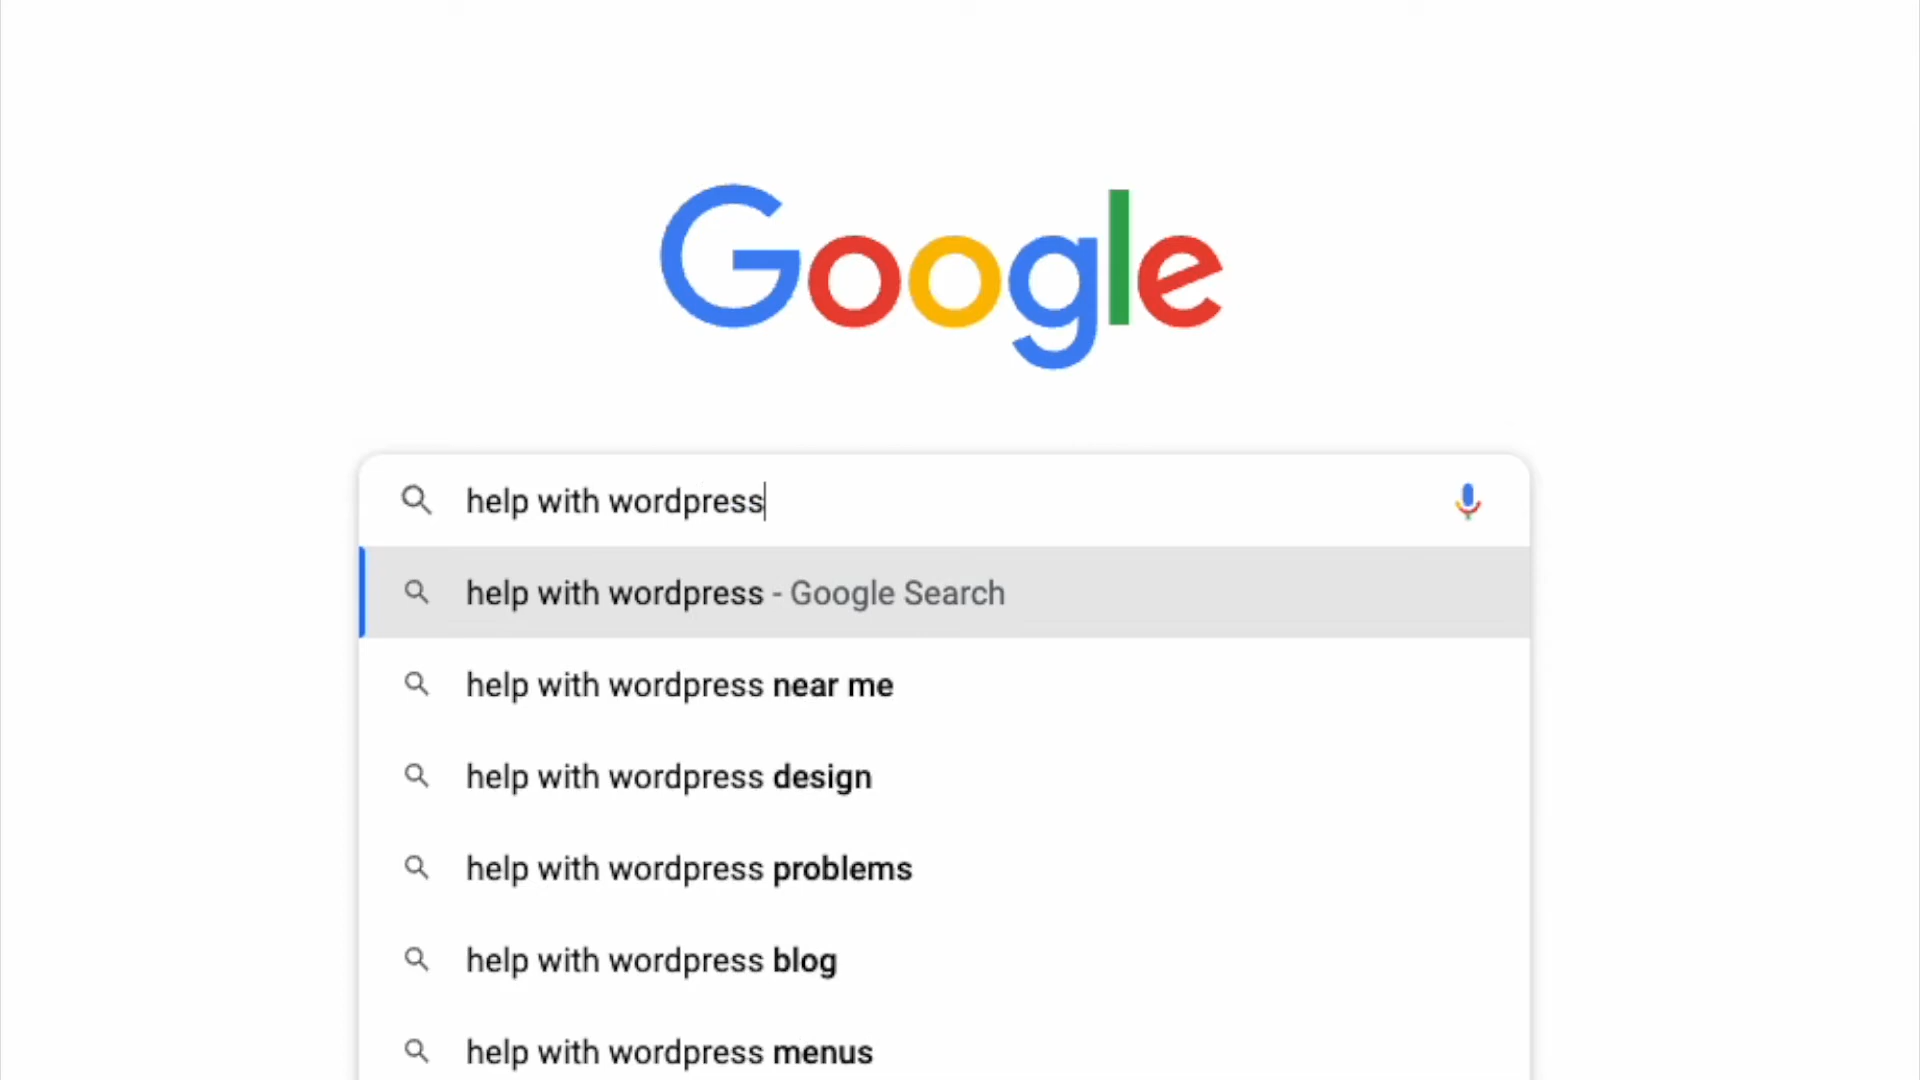 Google
help with wordpress
help with wordpress - Google Search
help with wordpress near me
help with wordpress design
help with wordpress problems
help with wordpress blog
help with wordpress menus